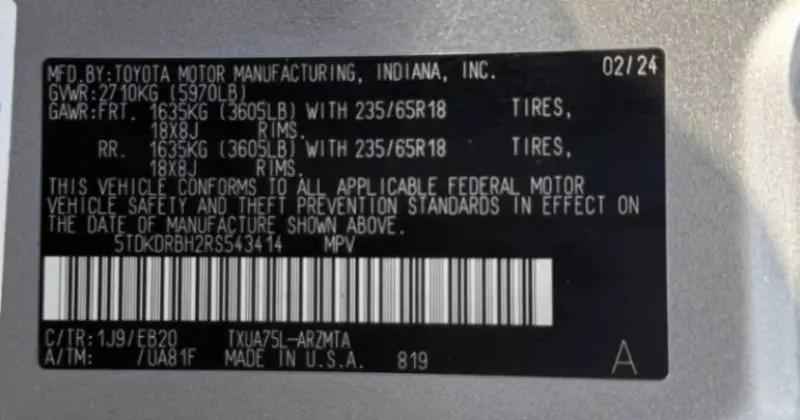 MFD.BY:TOYOTA MOTOR MANUFACTURING, INDIANA, INC. 02/24
GVWR:2710KG (5970LB)
GAWR:FRT. 1635KG (3605LB) WITH 235/65R18 TIRES,
18X8J RIMS.
RR. 1635KG (3605LB) WITH 235/65R18 TIRES,
18X8J RIMS.
THIS VEHICLE CONFORMS TO ALL APPLICABLE FEDERAL MOTOR
VEHICLE SAFETY AND THEFT PREVENTION STANDARDS IN EFFECT ON
THE DATE OF MANUFACTURE SHOWN ABOVE.
5TDKDRBH2RS543414 MPV
C/TR:1J9/EB20 TXUA75L-ARZMTA
A/TM: /UA81F MADE IN U.S.A. 819 A